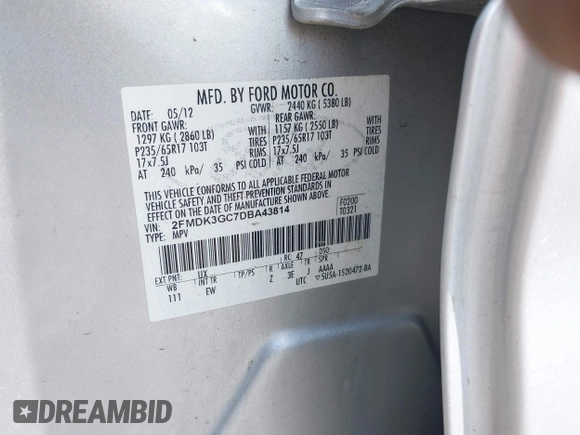 MFD. BY FORD MOTOR CO.
DATE: 05/12 GVWR: 2440 KG ( 5380 LB)
FRONT GAWR: REAR GAWR:
1297 KG ( 2860 LB) WITH 1157 KG ( 2550 LB) WITH
P235/65R17 103T TIRES P235/65R17 103T TIRES
17x7.5J RIMS 17x7.5J RIMS
AT 240 kPa/ 35 PSI COLD AT 240 kPa/ 35 PSI COLD
THIS VEHICLE CONFORMS TO ALL APPLICABLE FEDERAL MOTOR
VEHICLE SAFETY AND THEFT PREVENTION STANDARDS IN
EFFECT ON THE DATE OF MANUFACTURE SHOWN ABOVE.
VIN: 2FMDK3GC7DBA43814 F0200
TYPE: MPV T0321
EXT PNT: UX RC: 47 DSO:
WB INT TR TP/PS R AXLE TR SPR
111 EW Z 3E J AAAA
UTC 5U5A-1520472-BA
DREAMBID